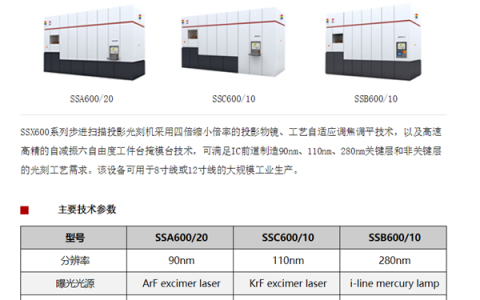 SSA600/20 SSC600/10 SSB600/10
SSX600系列步进扫描投影光刻机采用四倍缩小倍率的投影物镜、工艺自适应调焦调平技术，以及高速
高精的自减振六自由度工件台掩模台技术，可满足IC前道制造90nm、110nm、280nm关键层和非关键层
的光刻工艺需求。该设备可用于8寸线或12寸线的大规模工业生产。
主要技术参数
型号 SSA600/20 SSC600/10 SSB600/10
分辨率 90nm 110nm 280nm
曝光光源 ArF excimer laser KrF excimer laser i-line mercury lamp